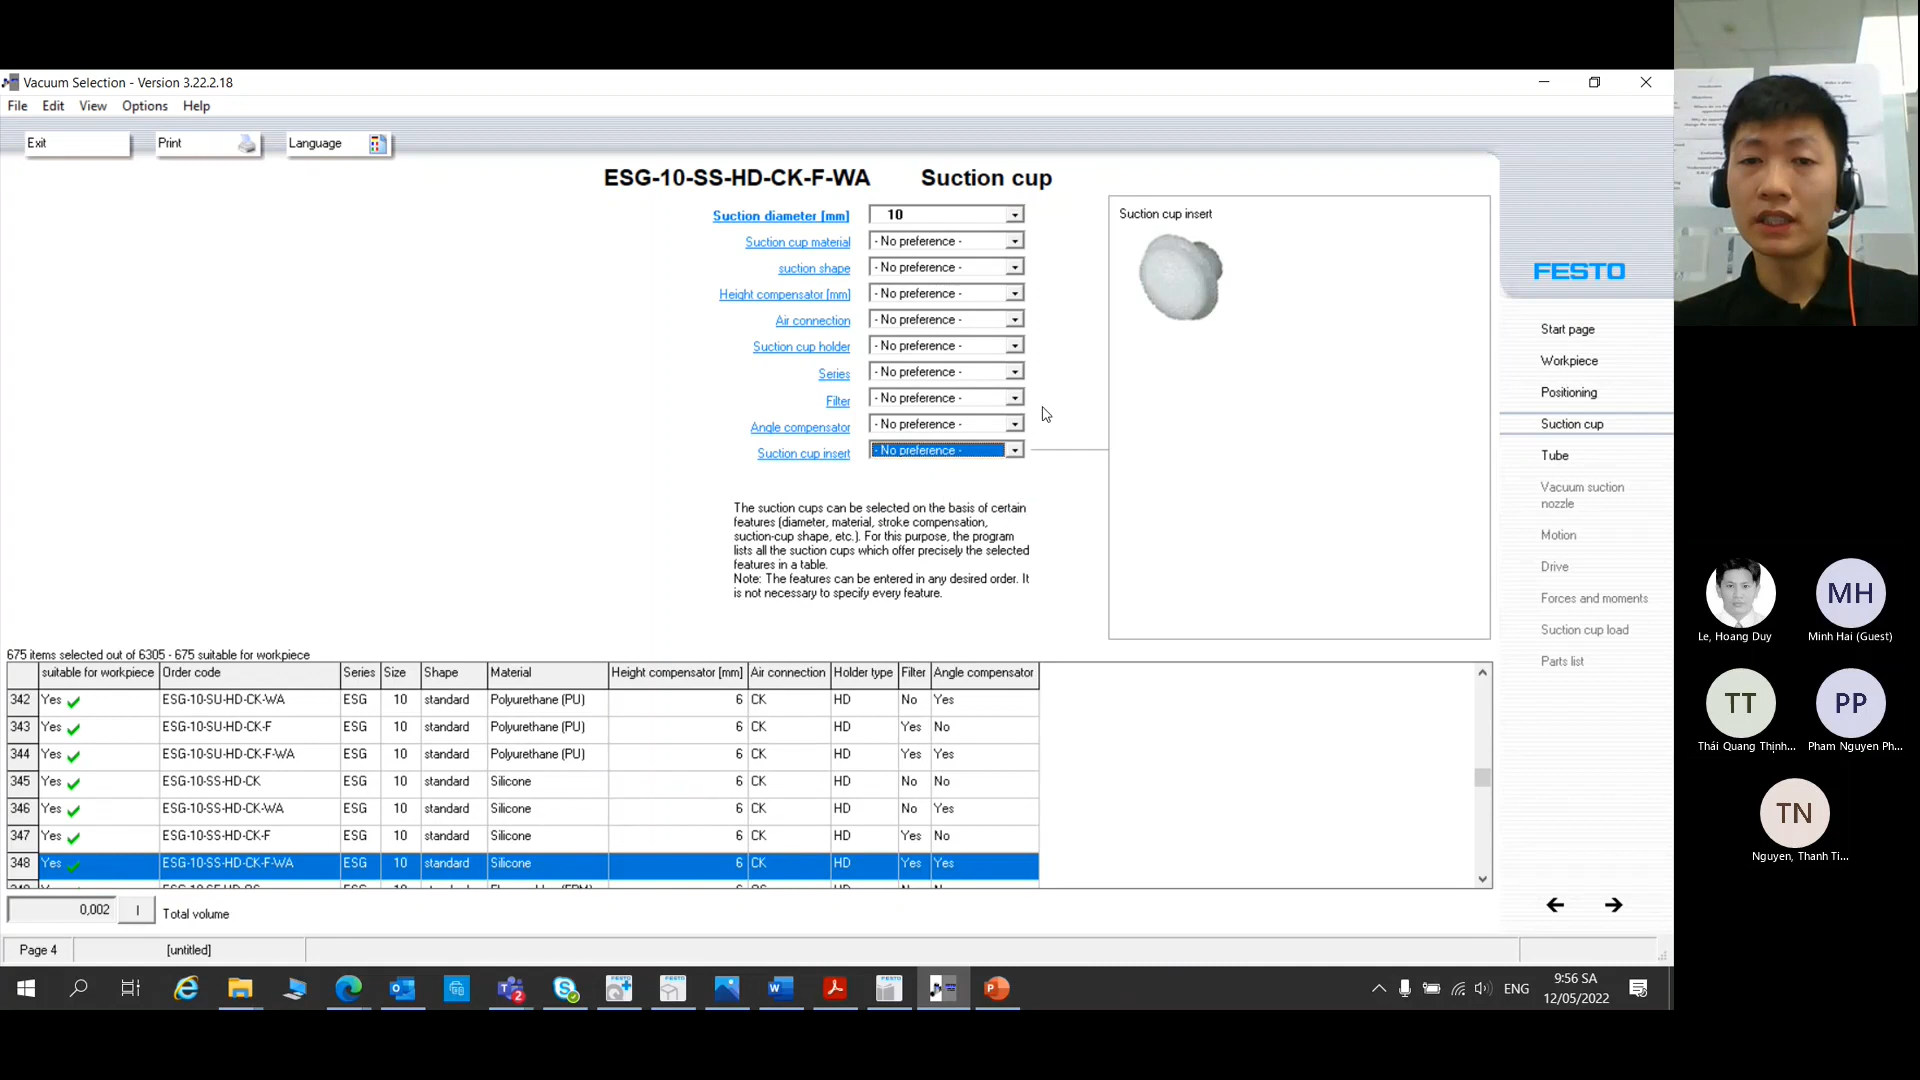 Vacuum Selection - Version 3.22.2.18
File Edit View Options Help
Exit
Print
Language
ESG-10-SS-HD-CK-F-WA Suction cup
Suction diameter [mm] 10
Suction cup material - No preference -
suction shape - No preference -
Height compensator [mm] - No preference -
Air connection - No preference -
Suction cup holder - No preference -
Series - No preference -
Filter - No preference -
Angle compensator - No preference -
Suction cup insert - No preference -
Suction cup insert
The suction cups can be selected on the basis of certain
features (diameter, material, stroke compensation,
suction-cup shape, etc.). For this purpose, the program
lists all the suction cups which offer precisely the selected
features in a table.
Note: The features can be entered in any desired order. It
is not necessary to specify every feature.
FESTO
Start page
Workpiece
Positioning
Suction cup
Tube
Vacuum suction
nozzle
Motion
Drive
Forces and moments
Suction cup load
Parts list
675 items selected out of 6305 - 675 suitable for workpiece
suitable for workpiece Order code Series Size Shape Material Height compensator [mm] Air connection Holder type Filter Angle compensator
342 Yes ESG-10-SU-HD-CK-WA ESG 10 standard Polyurethane (PU) 6 CK HD No Yes
343 Yes ESG-10-SU-HD-CK-F ESG 10 standard Polyurethane (PU) 6 CK HD Yes No
344 Yes ESG-10-SU-HD-CK-F-WA ESG 10 standard Polyurethane (PU) 6 CK HD Yes Yes
345 Yes ESG-10-SS-HD-CK ESG 10 standard Silicone 6 CK HD No No
346 Yes ESG-10-SS-HD-CK-WA ESG 10 standard Silicone 6 CK HD No Yes
347 Yes ESG-10-SS-HD-CK-F ESG 10 standard Silicone 6 CK HD Yes No
348 Yes ESG-10-SS-HD-CK-F-WA ESG 10 standard Silicone 6 CK HD Yes Yes
0,002 l Total volume
Page 4 [untitled]
ENG
9:56 SA
12/05/2022
Le, Hoang Duy
MH
Minh Hai (Guest)
TT
Thái Quang Thịnh...
PP
Pham Nguyen Ph...
TN
Nguyen, Thanh Ti...